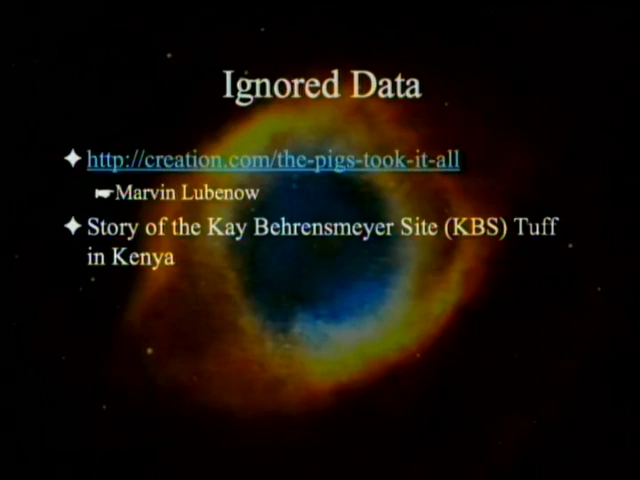 Ignored Data
http://creation.com/the-pigs-took-it-all
Marvin Lubenow
Story of the Kay Behrensmeyer Site (KBS) Tuff
in Kenya